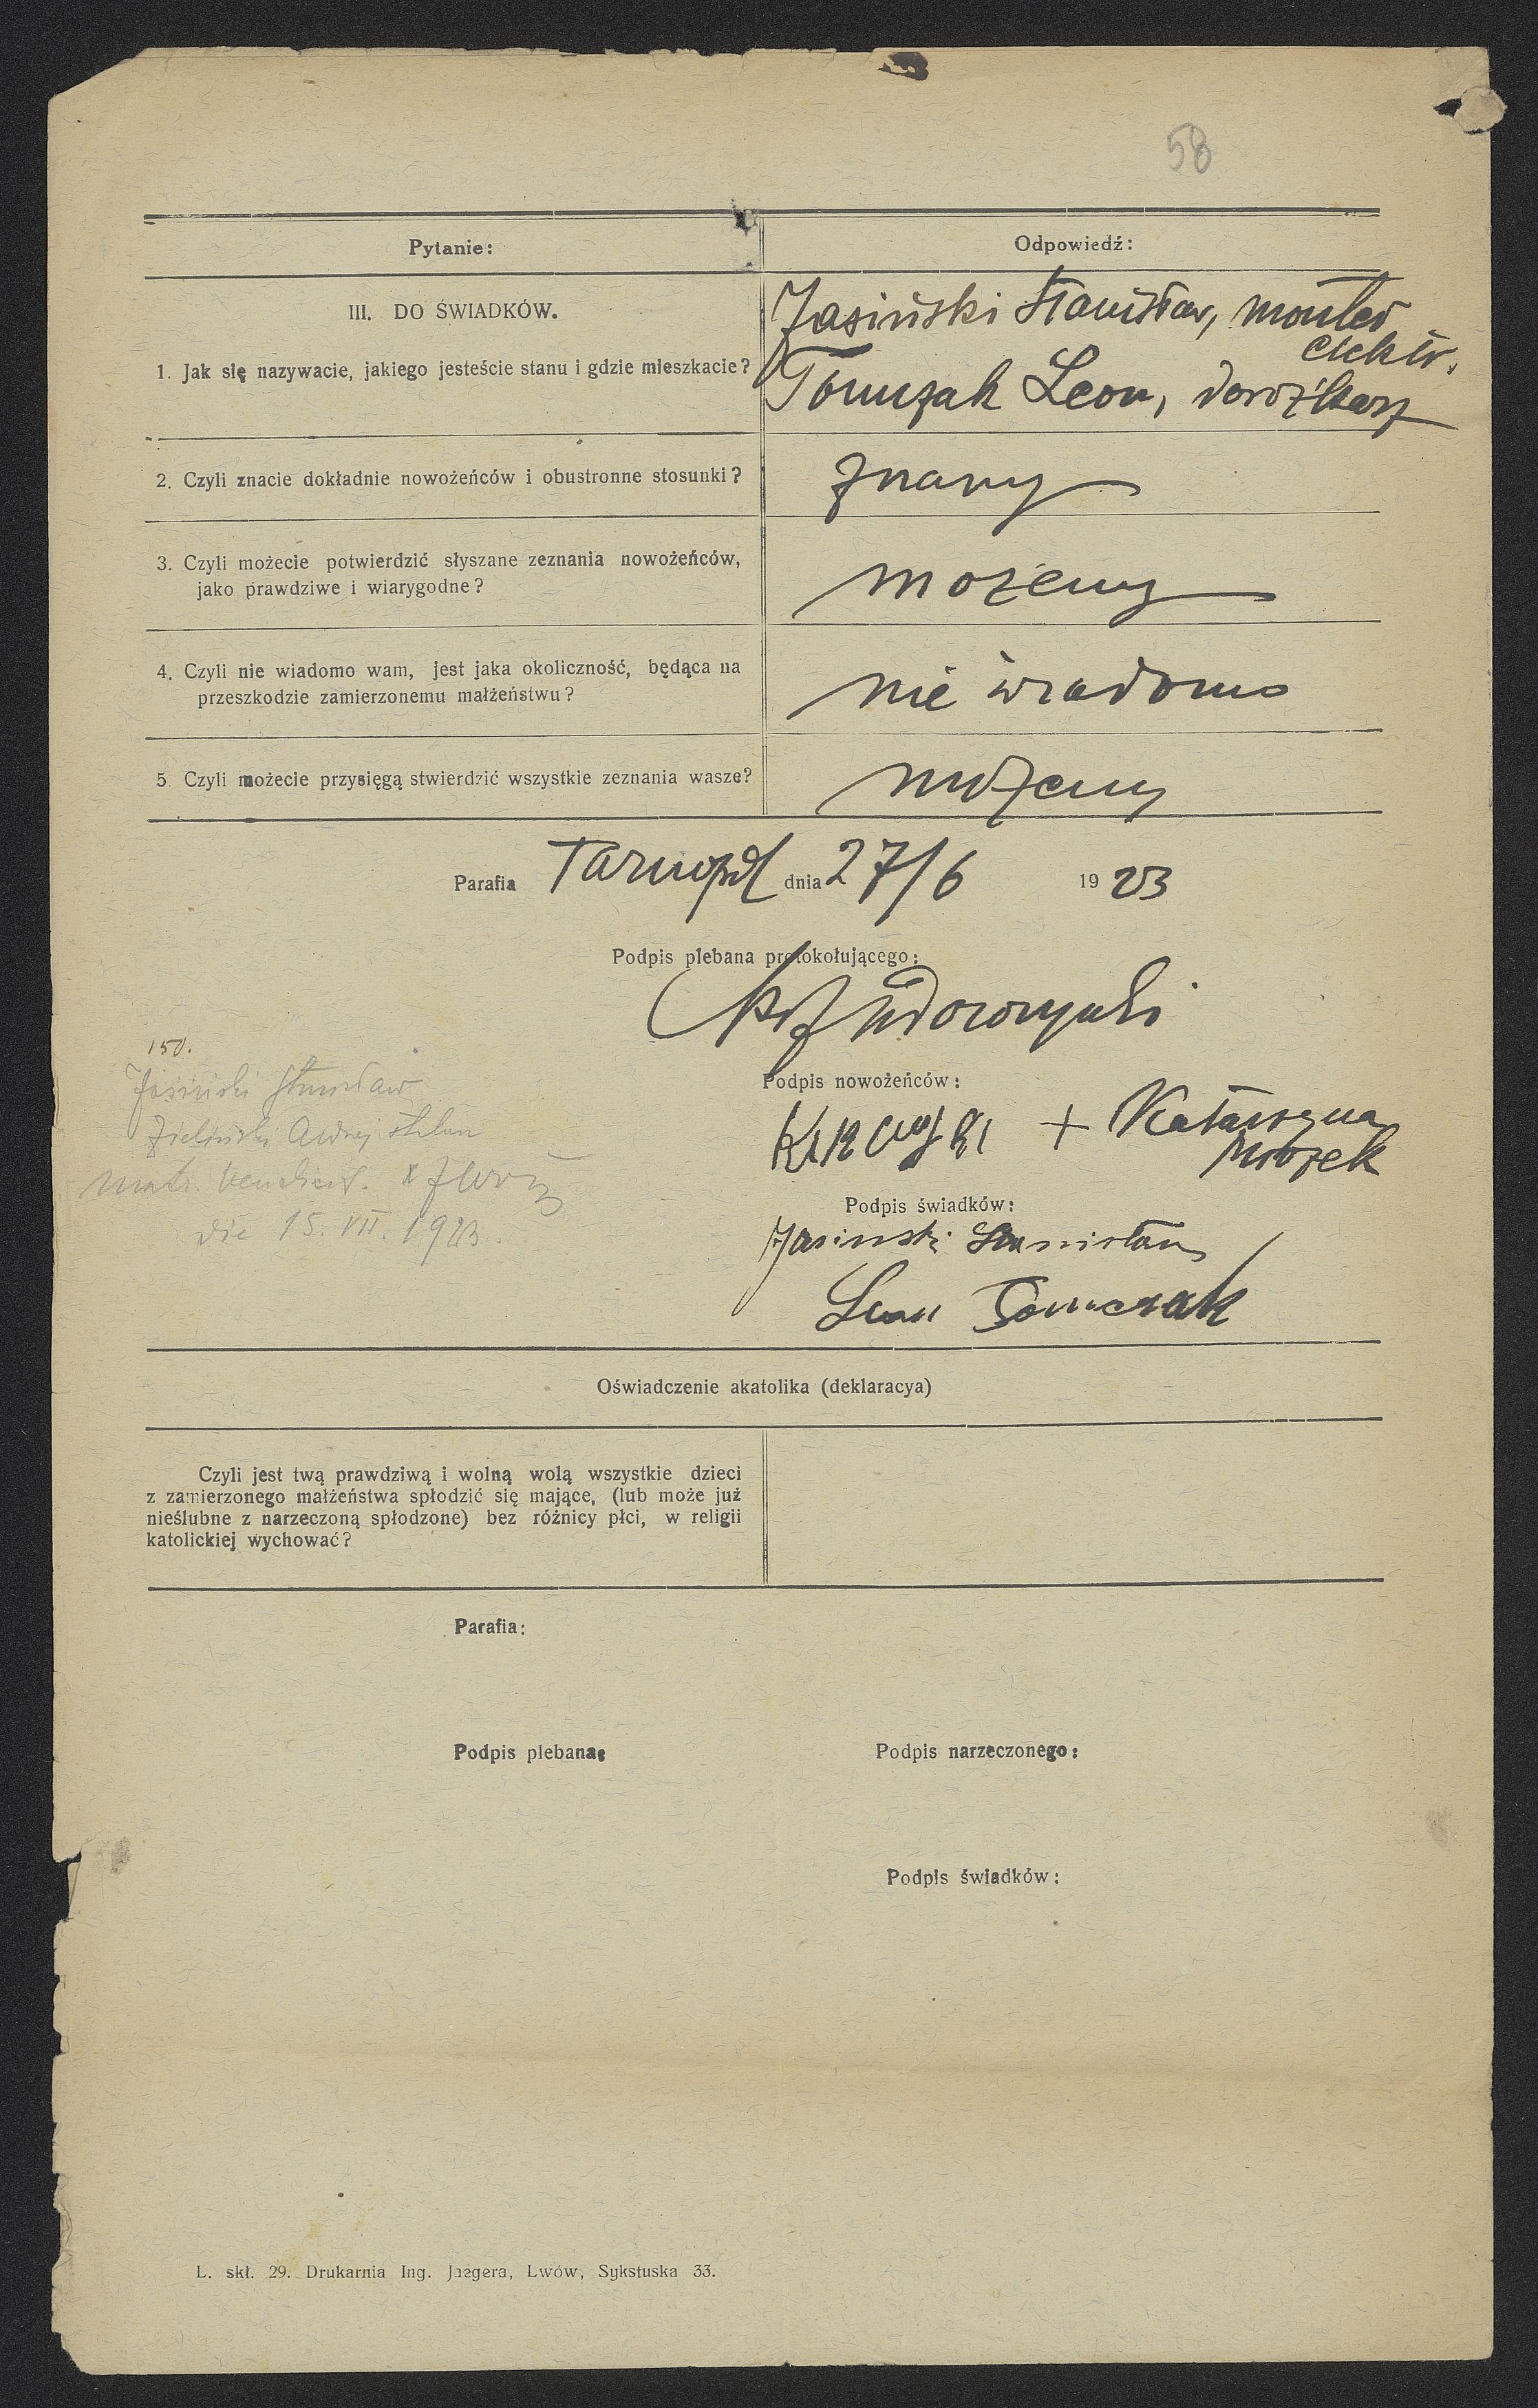 58
Pytanie:
Odpowiedź:
III. DO ŚWIADKÓW.
1. Jak się nazywacie, jakiego jesteście stanu i gdzie mieszkacie?
Jasiński Stanisław, monter
elektr.
Tomczak Leon, dorożkarz
2. Czyli znacie dokładnie nowożeńców i obustronne stosunki?
znamy
3. Czyli możecie potwierdzić słyszane zeznania nowożeńców,
jako prawdziwe i wiarygodne?
możemy
4. Czyli nie wiadomo wam, jest jaka okoliczność, będąca na
przeszkodzie zamierzonemu małżeństwu?
nie wiadomo
5. Czyli możecie przysięgą stwierdzić wszystkie zeznania wasze?
możemy
Parafia Tarnopol dnia 27/6 1923
Podpis plebana protokołującego:
Podpis nowożeńców:
+ Katarzyna
Mrozek
150.
Jasiński Stanisław
Zieliński
die 15. VII. 1923.
Podpis świadków:
Jasinski Stanisław
Leon Tomczak
Oświadczenie akatolika (deklaracya)
Czyli jest twą prawdziwą i wolną wolą wszystkie dzieci
z zamierzonego małżeństwa spłodzić się mające, (lub może już
nieślubne z narzeczoną spłodzone) bez różnicy płci, w religii
katolickiej wychować?
Parafia:
Podpis plebana:
Podpis narzeczonego:
Podpis świadków:
L. skł. 29. Drukarnia Ing. Jaegera, Lwów, Sykstuska 33.